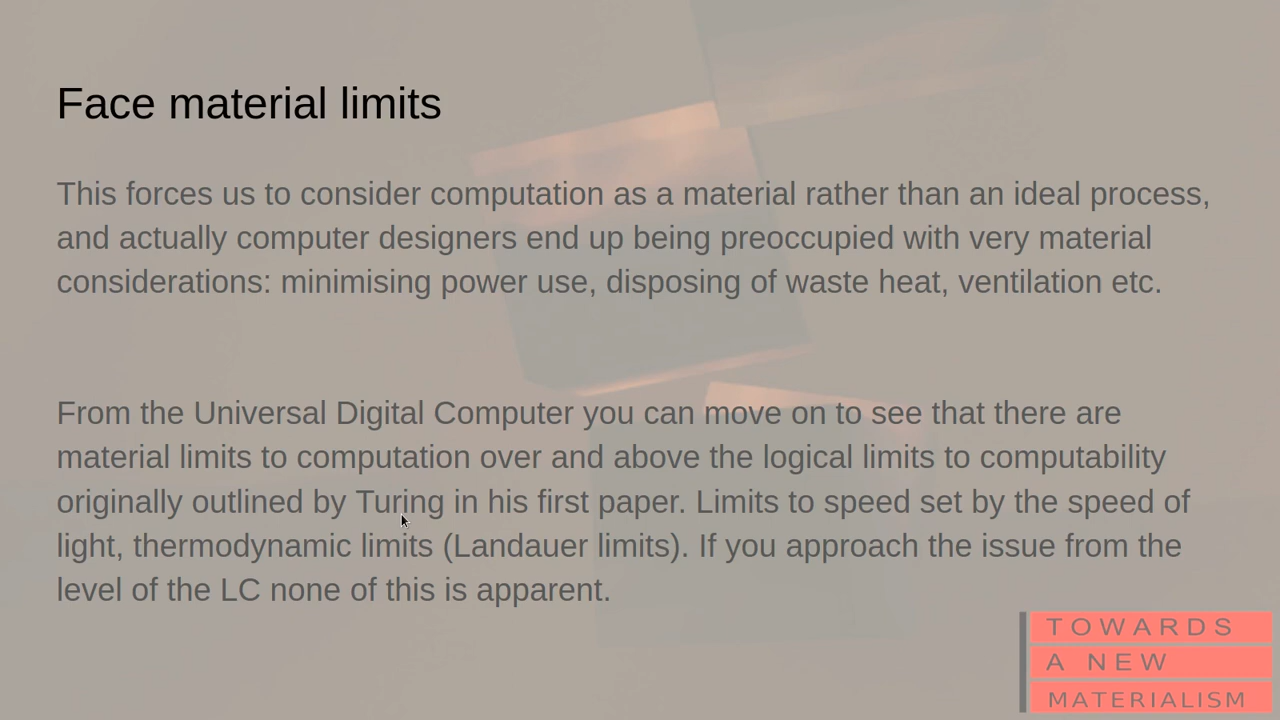 Face material limits
This forces us to consider computation as a material rather than an ideal process,
and actually computer designers end up being preoccupied with very material
considerations: minimising power use, disposing of waste heat, ventilation etc.
From the Universal Digital Computer you can move on to see that there are
material limits to computation over and above the logical limits to computability
originally outlined by Turing in his first paper. Limits to speed set by the speed of
light, thermodynamic limits (Landauer limits). If you approach the issue from the
level of the LC none of this is apparent.
TOWARDS
A NEW
MATERIALISM